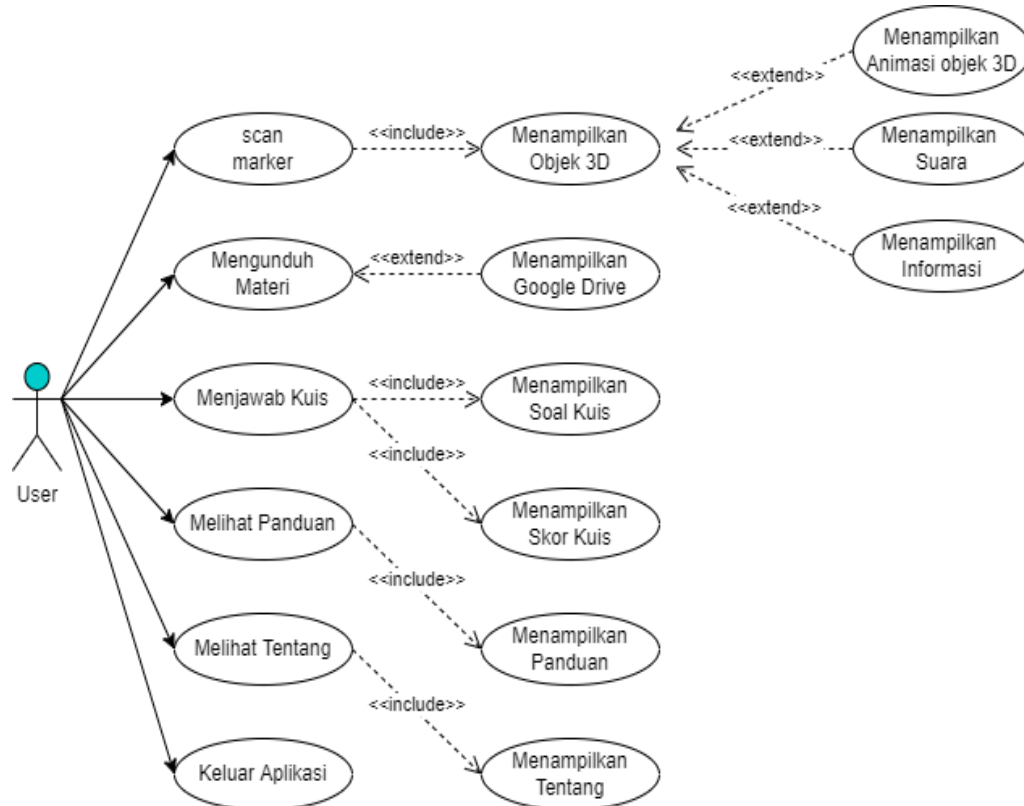 Menampilkan
Animasi objek 3D
<<extend>>
scan
marker
<<include>>
Menampilkan
Objek 3D
<<extend>>
Menampilkan
Suara
<<extend>>
Menampilkan
Informasi
Mengunduh
Materi
<<extend>>
Menampilkan
Google Drive
Menjawab Kuis
<<include>>
Menampilkan
Soal Kuis
<<include>>
User
Melihat Panduan
Menampilkan
Skor Kuis
<<include>>
Melihat Tentang
Menampilkan
Panduan
<<include>>
Keluar Aplikasi
Menampilkan
Tentang